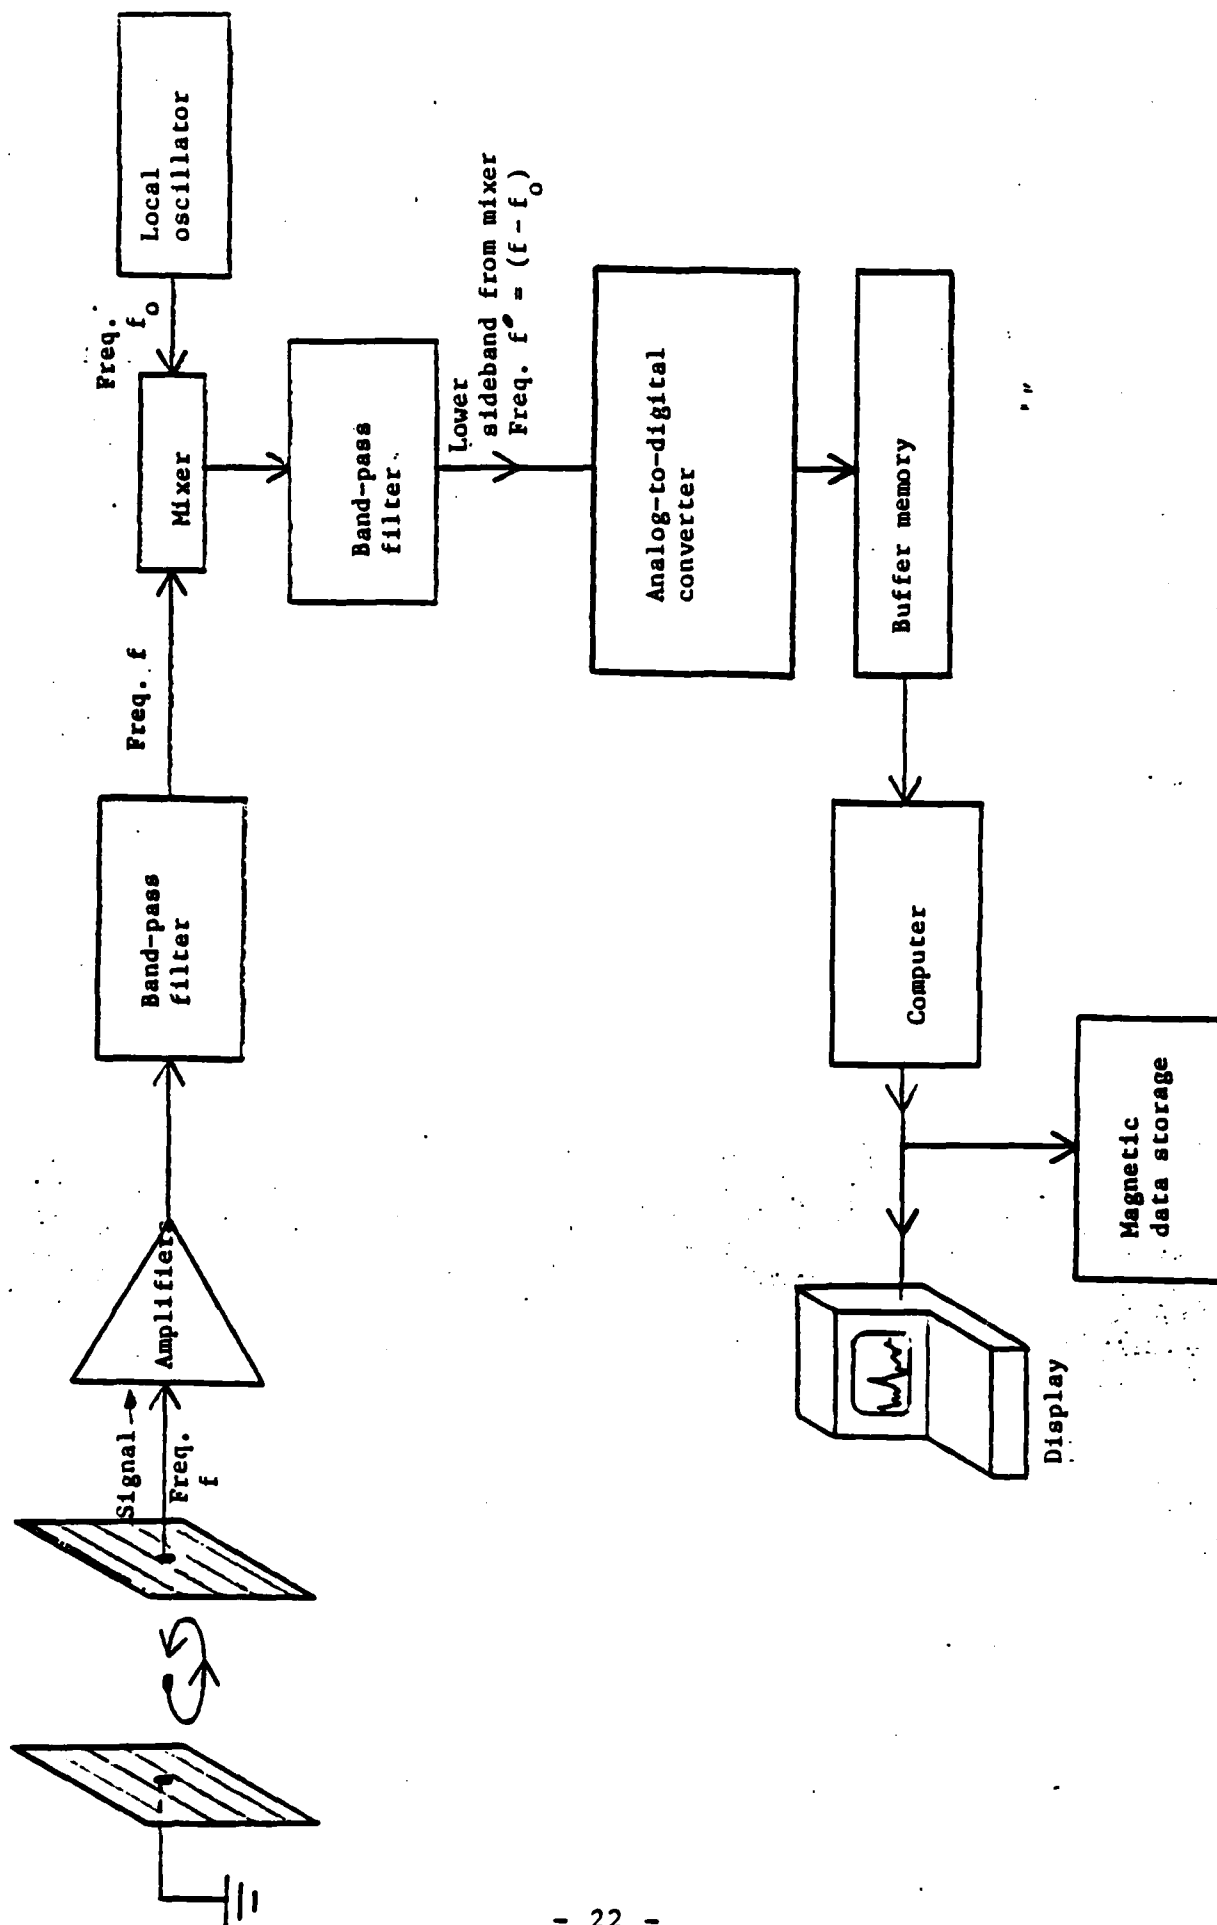 Signal
Freq.
f
Amplifiers
Band-pass
filter
Freq. f
Mixer
Freq.
f₀
Local
oscillator
Band-pass
filter
Lower
sideband from mixer
Freq. f′ = (f - f₀)
Analog-to-digital
converter
Buffer memory
Computer
Display
Magnetic
data storage
- 22 -